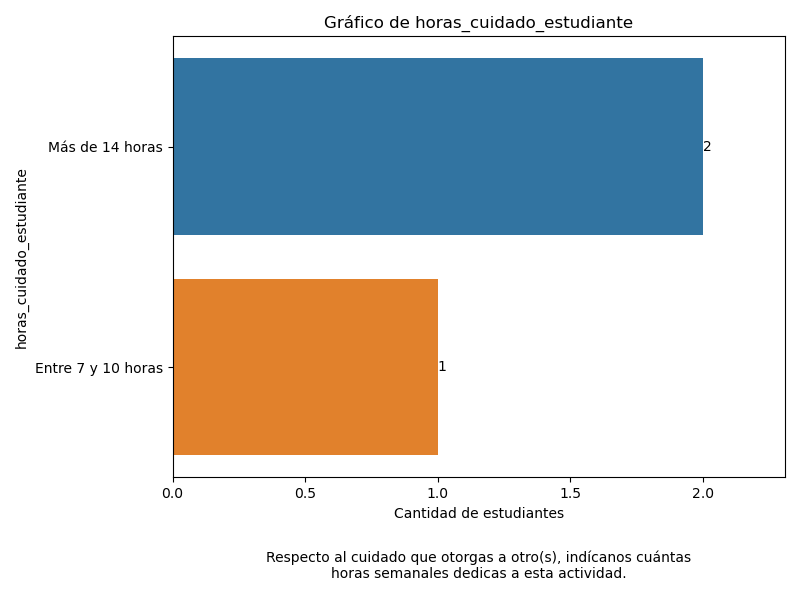 Gráfico de horas_cuidado_estudiante
horas_cuidado_estudiante
Más de 14 horas
2
Entre 7 y 10 horas
1
0.0 0.5 1.0 1.5 2.0
Cantidad de estudiantes
Respecto al cuidado que otorgas a otro(s), indícanos cuántas
horas semanales dedicas a esta actividad.